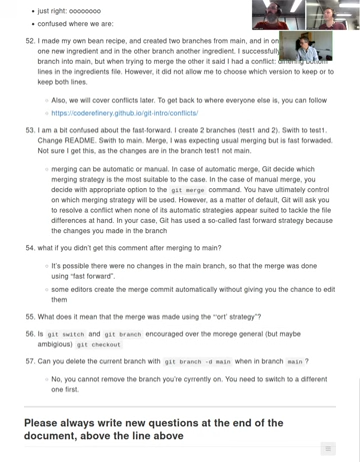 just right: oooooooo
confused where we are:
52. I made my own bean recipe, and created two branches from main, and in on
one new ingredient and in the other branch another ingredient. I successfully
branch into main, but when trying to merge the other it said I had a conflict: differing bottom
lines in the ingredients file. However, it did not allow me to choose which version to keep or to
keep both lines.
Also, we will cover conflicts later. To get back to where everyone else is, you can follow
https://coderefinery.github.io/git-intro/conflicts/
53. I am a bit confused about the fast-forward. I create 2 branches (test1 and 2). Swith to test1.
Change README. Swith to main. Merge, I was expecting usual merging but is fast forwaded.
Not sure I get this, as the changes are in the branch test1 not main.
merging can be automatic or manual. In case of automatic merge, Git decide which
merging strategy is the most suitable to the case. In the case of manual merge, you
decide with appropriate option to the git merge command. You have ultimately control
on which merging strategy will be used. However, as a matter of default, Git will ask you
to resolve a conflict when none of its automatic strategies appear suited to tackle the file
differences at hand. In your case, Git has used a so-called fast forward strategy because
the changes you made in the branch
54. what if you didn't get this comment after merging to main?
It's possible there were no changes in the main branch, so that the merge was done
using "fast forward".
some editors create the merge commit automatically without giving you the chance to edit
them
55. What does it mean that the merge was made using the "'ort' strategy"?
56. Is git switch and git branch encouraged over the morege general (but maybe
ambigious) git checkout
57. Can you delete the current branch with git branch -d main when in branch main ?
No, you cannot remove the branch you're cyrrently on. You need to switch to a different
one first.
Please always write new questions at the end of the
document, above the line above